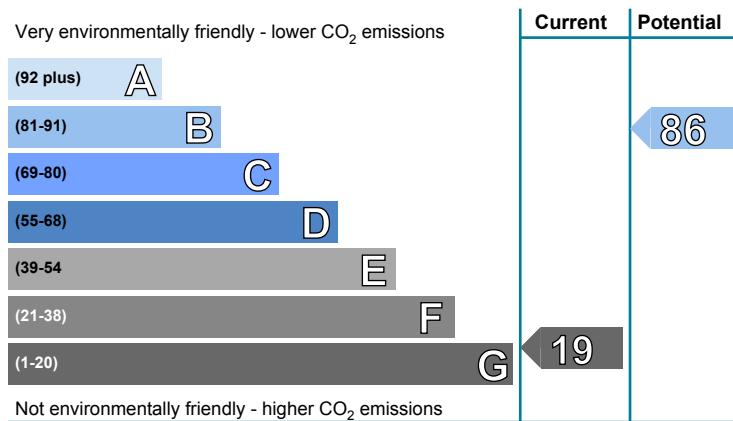 Current Potential
Very environmentally friendly - lower CO2 emissions
(92 plus) A
(81-91) B 86
(69-80) C
(55-68) D
(39-54 E
(21-38) F
(1-20) G 19
Not environmentally friendly - higher CO2 emissions